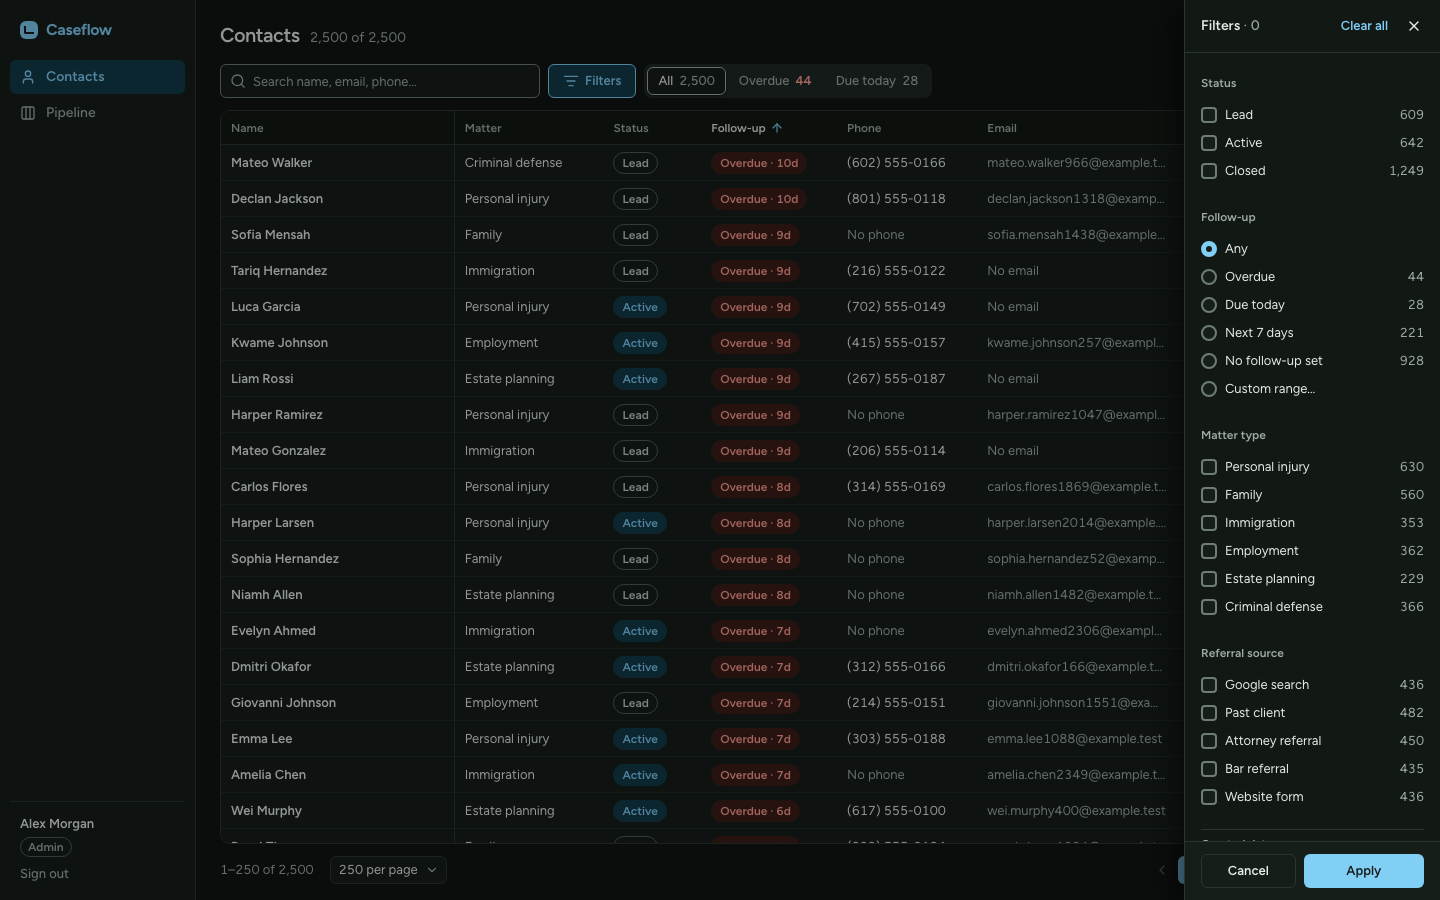 Caseflow
Contacts
Pipeline
Alex Morgan
Admin
Sign out
Contacts 2,500 of 2,500
Search name, email, phone...
Filters
All 2,500 Overdue 44 Due today 28
Name Matter Status Follow-up Phone Email
Mateo Walker Criminal defense Lead Overdue · 10d (602) 555-0166 mateo.walker966@example.t...
Declan Jackson Personal injury Lead Overdue · 10d (801) 555-0118 declan.jackson1318@examp...
Sofia Mensah Family Lead Overdue · 9d No phone sofia.mensah1438@example...
Tariq Hernandez Immigration Lead Overdue · 9d (216) 555-0122 No email
Luca Garcia Personal injury Active Overdue · 9d (702) 555-0149 No email
Kwame Johnson Employment Active Overdue · 9d (415) 555-0157 kwame.johnson257@exampl...
Liam Rossi Estate planning Active Overdue · 9d (267) 555-0187 No email
Harper Ramirez Personal injury Lead Overdue · 9d No phone harper.ramirez1047@exampl...
Mateo Gonzalez Immigration Lead Overdue · 9d (206) 555-0114 No email
Carlos Flores Personal injury Lead Overdue · 8d (314) 555-0169 carlos.flores1869@example.t...
Harper Larsen Personal injury Active Overdue · 8d No phone harper.larsen2014@example....
Sophia Hernandez Family Lead Overdue · 8d No phone sophia.hernandez52@examp...
Niamh Allen Estate planning Lead Overdue · 8d No phone niamh.allen1482@example.t...
Evelyn Ahmed Immigration Active Overdue · 7d No phone evelyn.ahmed2306@exampl...
Dmitri Okafor Estate planning Active Overdue · 7d (312) 555-0166 dmitri.okafor166@example.t...
Giovanni Johnson Employment Lead Overdue · 7d (214) 555-0151 giovanni.johnson1551@exa...
Emma Lee Personal injury Active Overdue · 7d (303) 555-0188 emma.lee1088@example.test
Amelia Chen Immigration Active Overdue · 7d No phone amelia.chen2349@example.t...
Wei Murphy Estate planning Active Overdue · 6d (617) 555-0100 wei.murphy400@example.test
1–250 of 2,500 250 per page
Filters · 0 Clear all
Status
Lead 609
Active 642
Closed 1,249
Follow-up
Any
Overdue 44
Due today 28
Next 7 days 221
No follow-up set 928
Custom range...
Matter type
Personal injury 630
Family 560
Immigration 353
Employment 362
Estate planning 229
Criminal defense 366
Referral source
Google search 436
Past client 482
Attorney referral 450
Bar referral 435
Website form 436
Cancel Apply